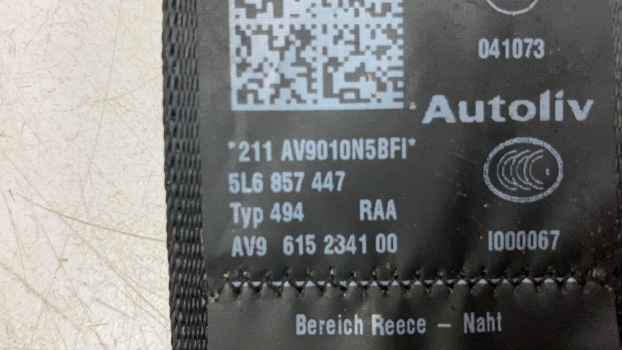 041073
Autoliv
*211 AV9010N5BFI*
5L6 857 447
Typ 494 RAA
AV9 615 2341 00
I000067
Bereich Reece – Naht